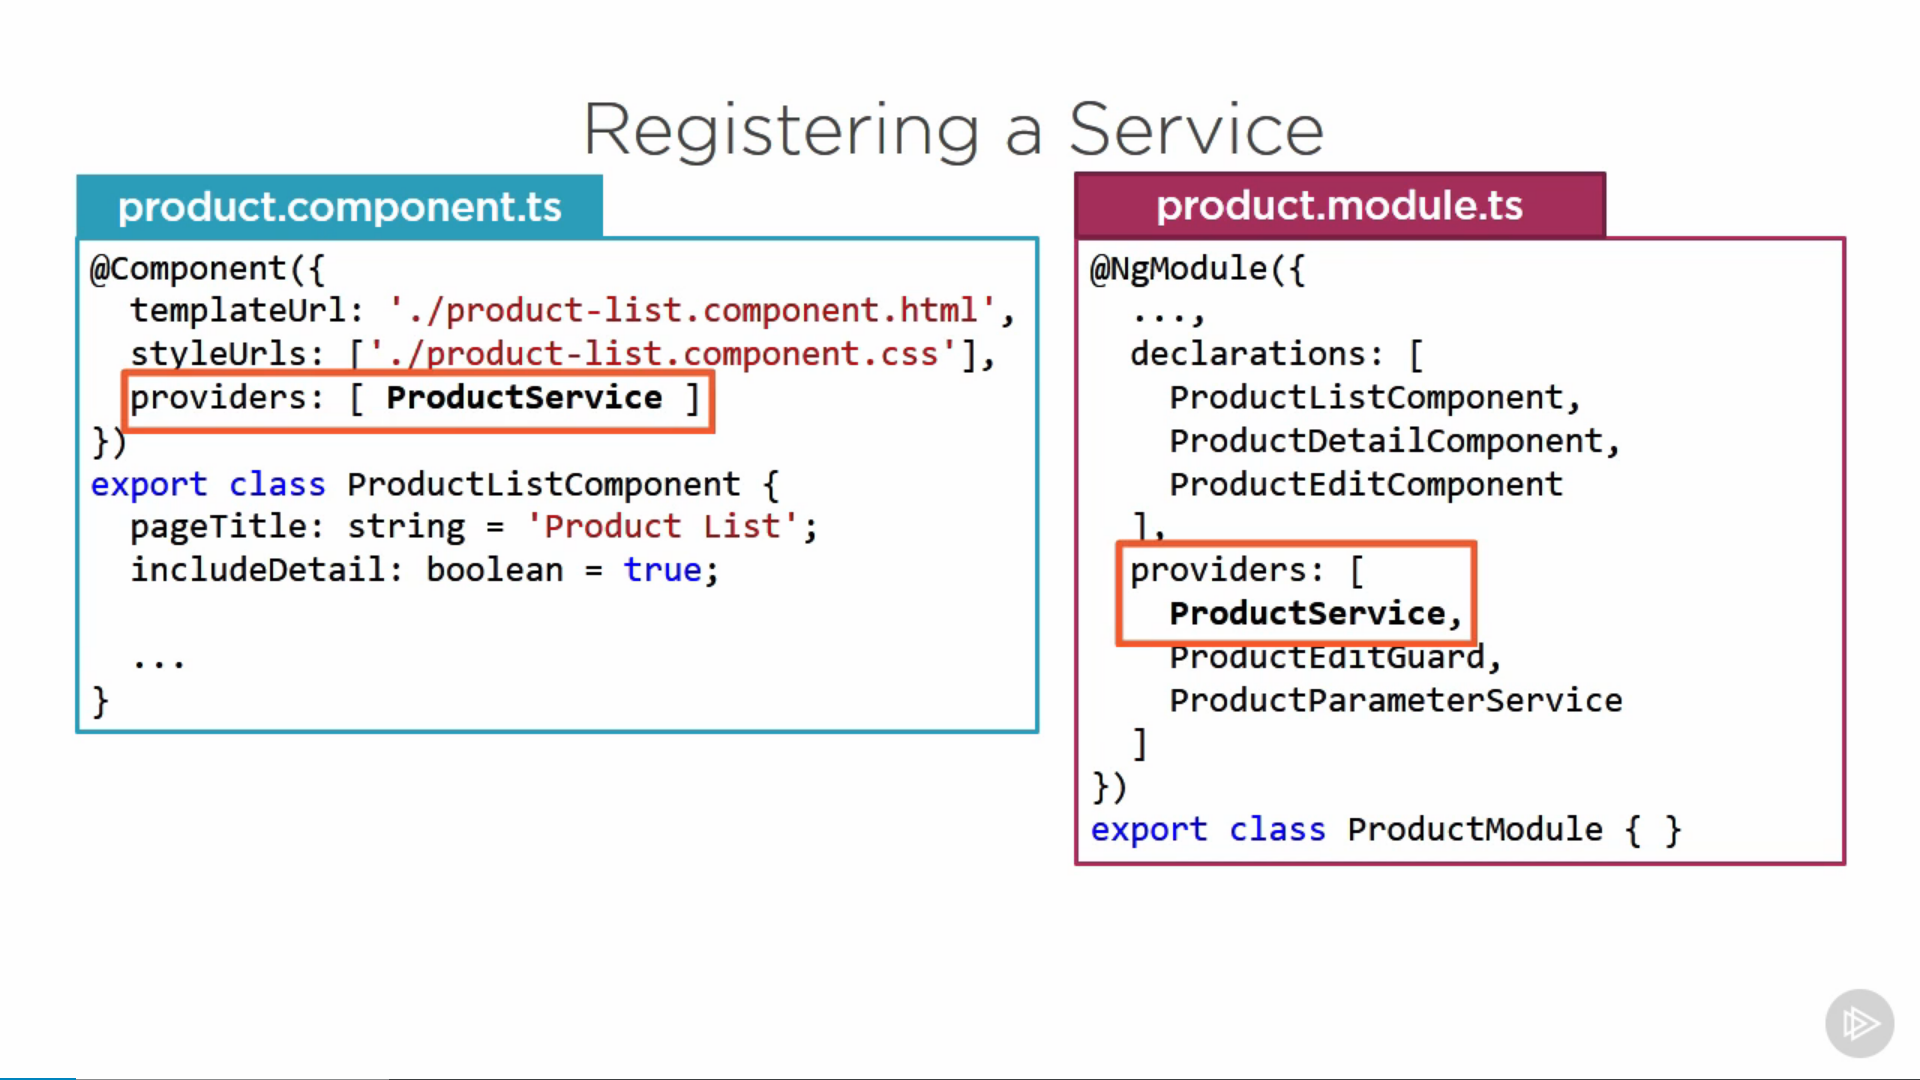 Registering a Service
product.component.ts
@Component({
  templateUrl: './product-list.component.html',
  styleUrls: ['./product-list.component.css'],
  providers: [ ProductService ]
})
export class ProductListComponent {
  pageTitle: string = 'Product List';
  includeDetail: boolean = true;
  ...
}
product.module.ts
@NgModule({
  ...,
  declarations: [
    ProductListComponent,
    ProductDetailComponent,
    ProductEditComponent
  ],
  providers: [
    ProductService,
    ProductEditGuard,
    ProductParameterService
  ]
})
export class ProductModule { }